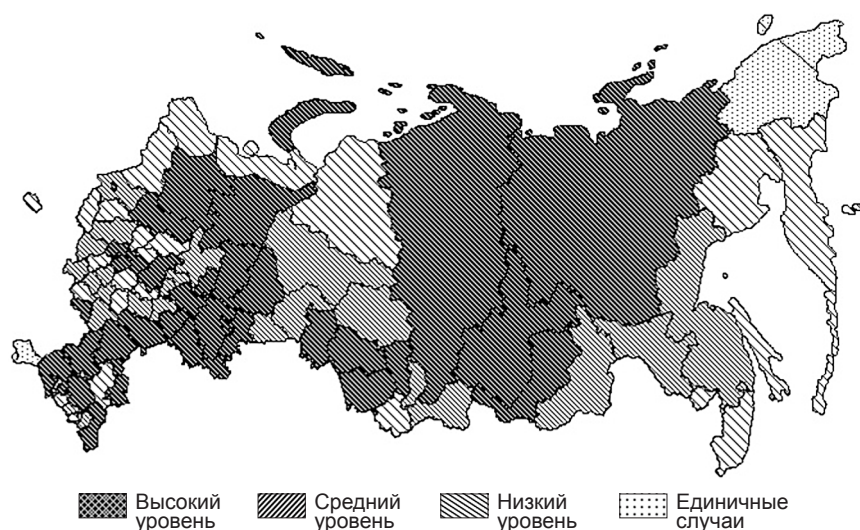 Высокий
уровень
Средний
уровень
Низкий
уровень
Единичные
случаи